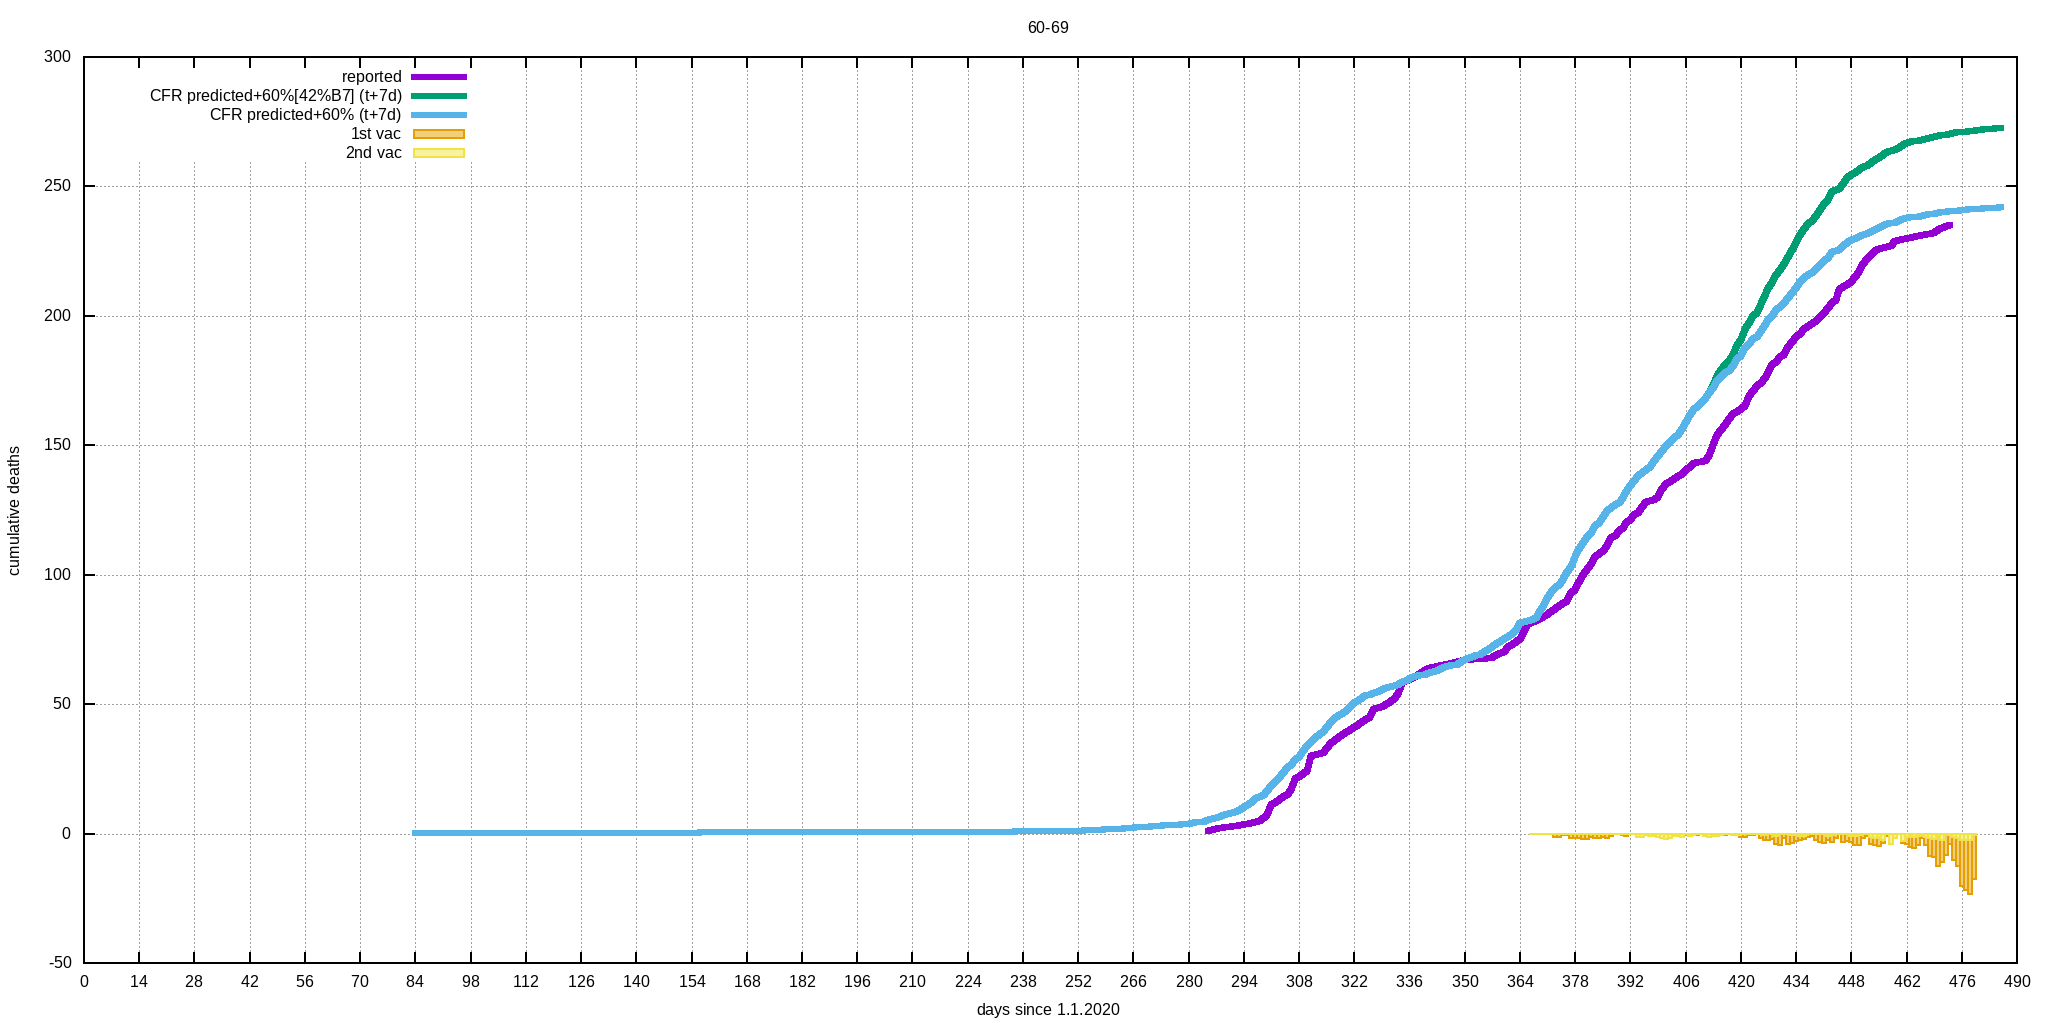 60-69
300
250
200
150
100
50
0
-50
cumulative deaths
reported
CFR predicted+60%[42%B7] (t+7d)
CFR predicted+60% (t+7d)
1st vac
2nd vac
0 14 28 42 56 70 84 98 112 126 140 154 168 182 196 210 224 238 252 266 280 294 308 322 336 350 364 378 392 406 420 434 448 462 476 490
days since 1.1.2020